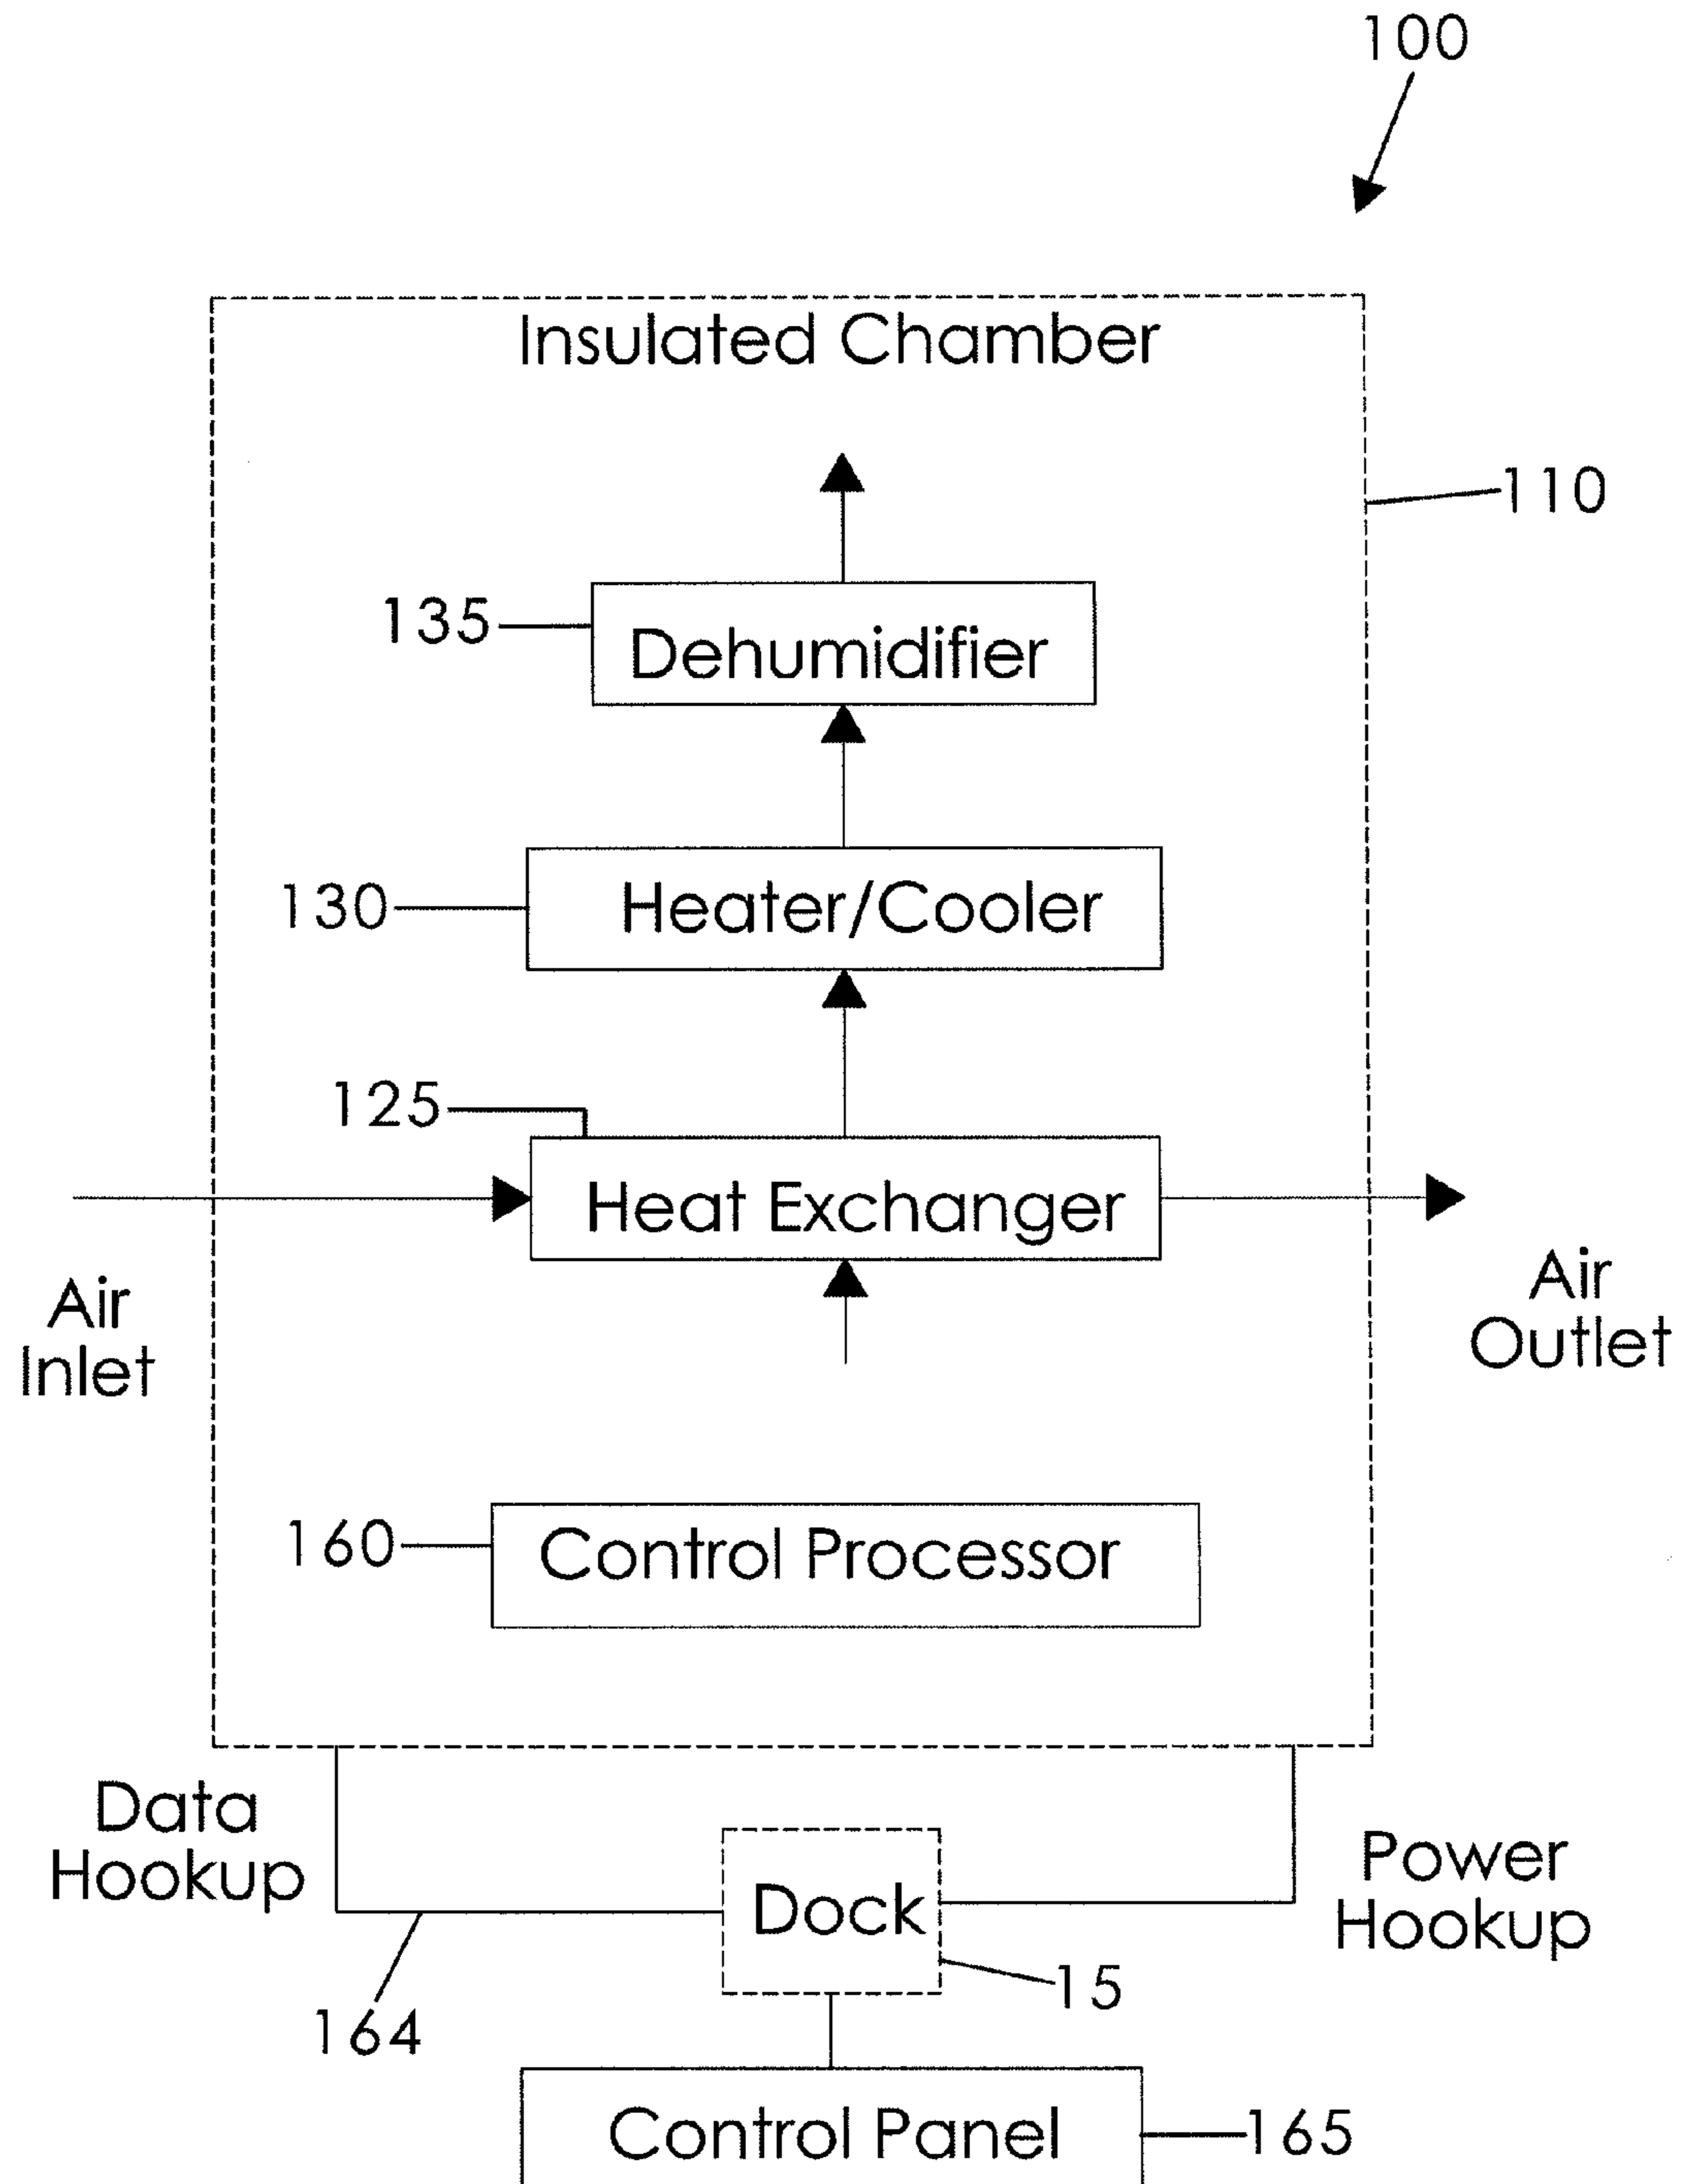 100
Insulated Chamber
110
135
Dehumidifier
130
Heater/Cooler
125
Heat Exchanger
Air
Inlet
Air
Outlet
160
Control Processor
Data
Hookup
Power
Hookup
Dock
15
164
Control Panel
165